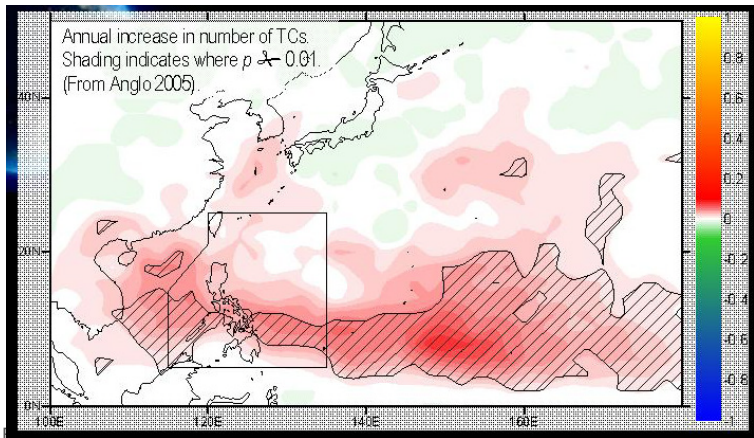 Annual increase in number of TCs.
Shading indicates where p 0.01.
(From Anglo 2005).
40N
20N
0N
100E
120E
140E
160E
1
0.8
0.6
0.4
0.2
0
-0.2
-0.4
-0.6
-0.8
-1